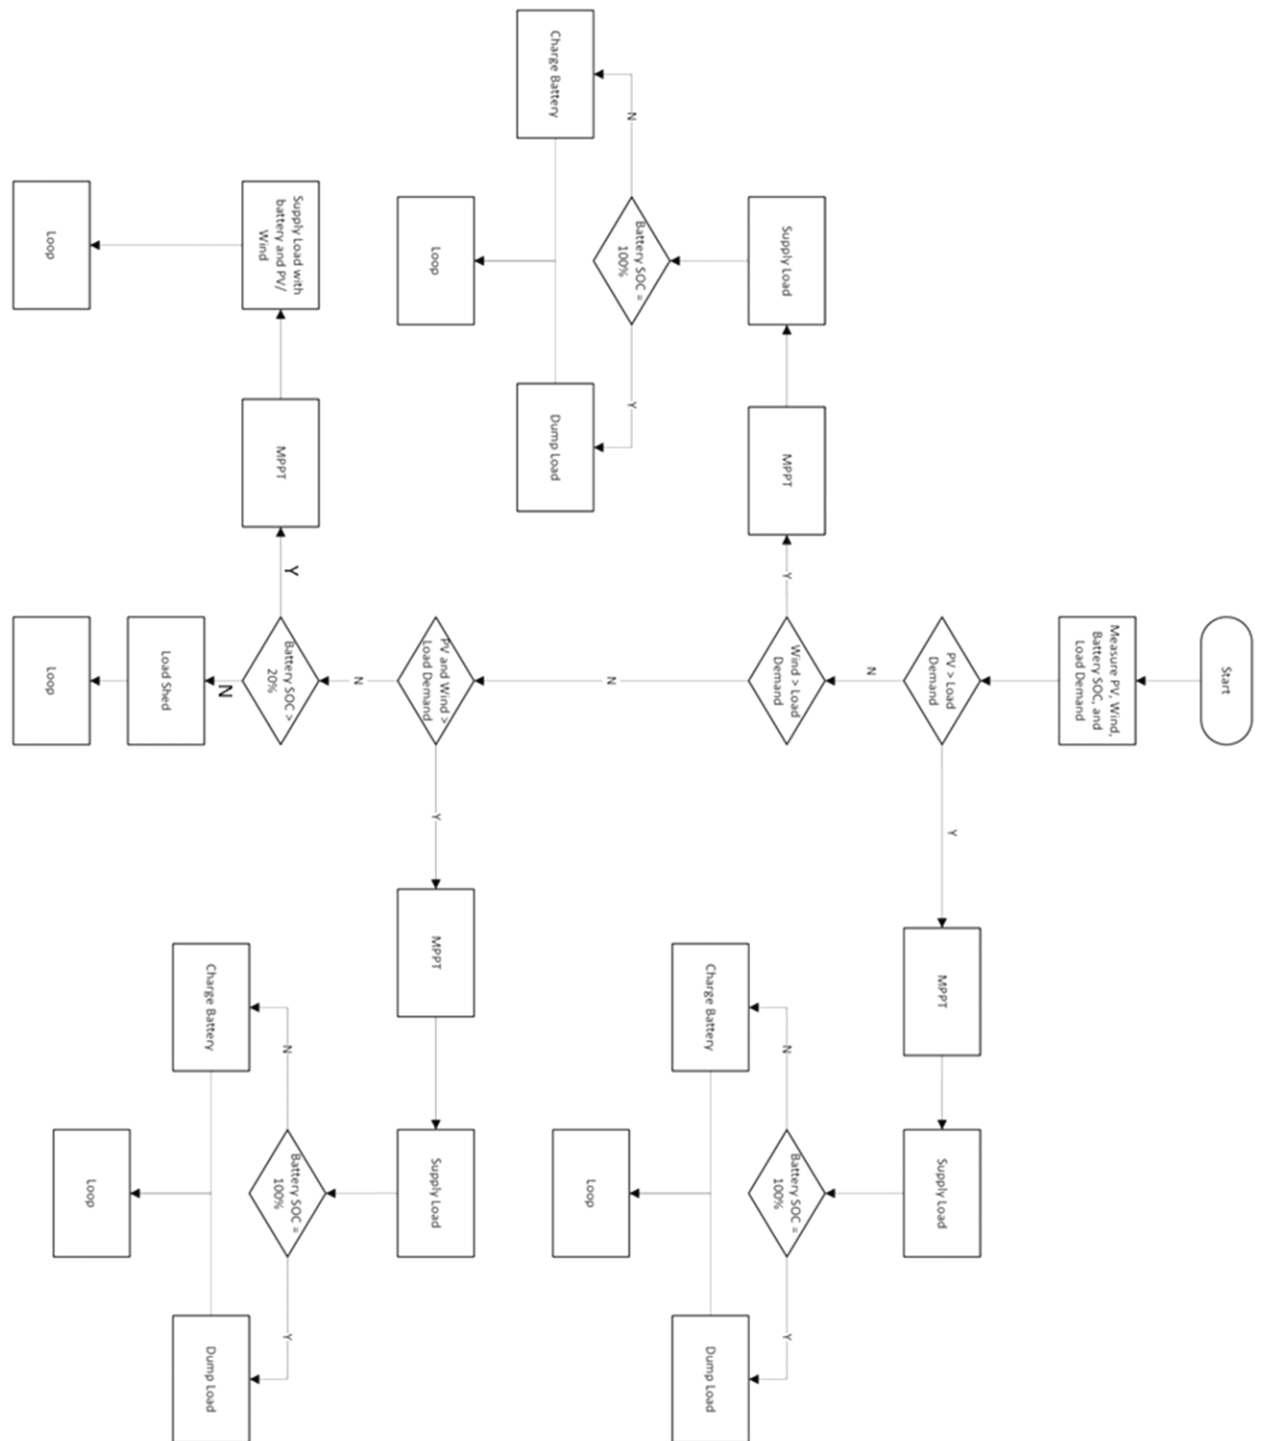 Start
Measure PV, Wind,
Battery SOC, and
Load Demand
PV > Load
Demand
Y
MPPT
Supply Load
N
Supply Load
MPPT
Y
Wind > Load
Demand
N
Battery SOC =
100%
Y
Charge Battery
Dump Load
N
Battery SOC =
100%
Y
N
Loop
Charge Battery
Dump Load
Loop
PV and Wind >
Load Demand
Y
MPPT
Supply Load
N
Supply Load with
battery and PV/
Wind
MPPT
Y
Battery SOC >
20%
N
Battery SOC =
100%
Y
N
Charge Battery
Dump Load
Load Shed
Loop
Loop
Loop